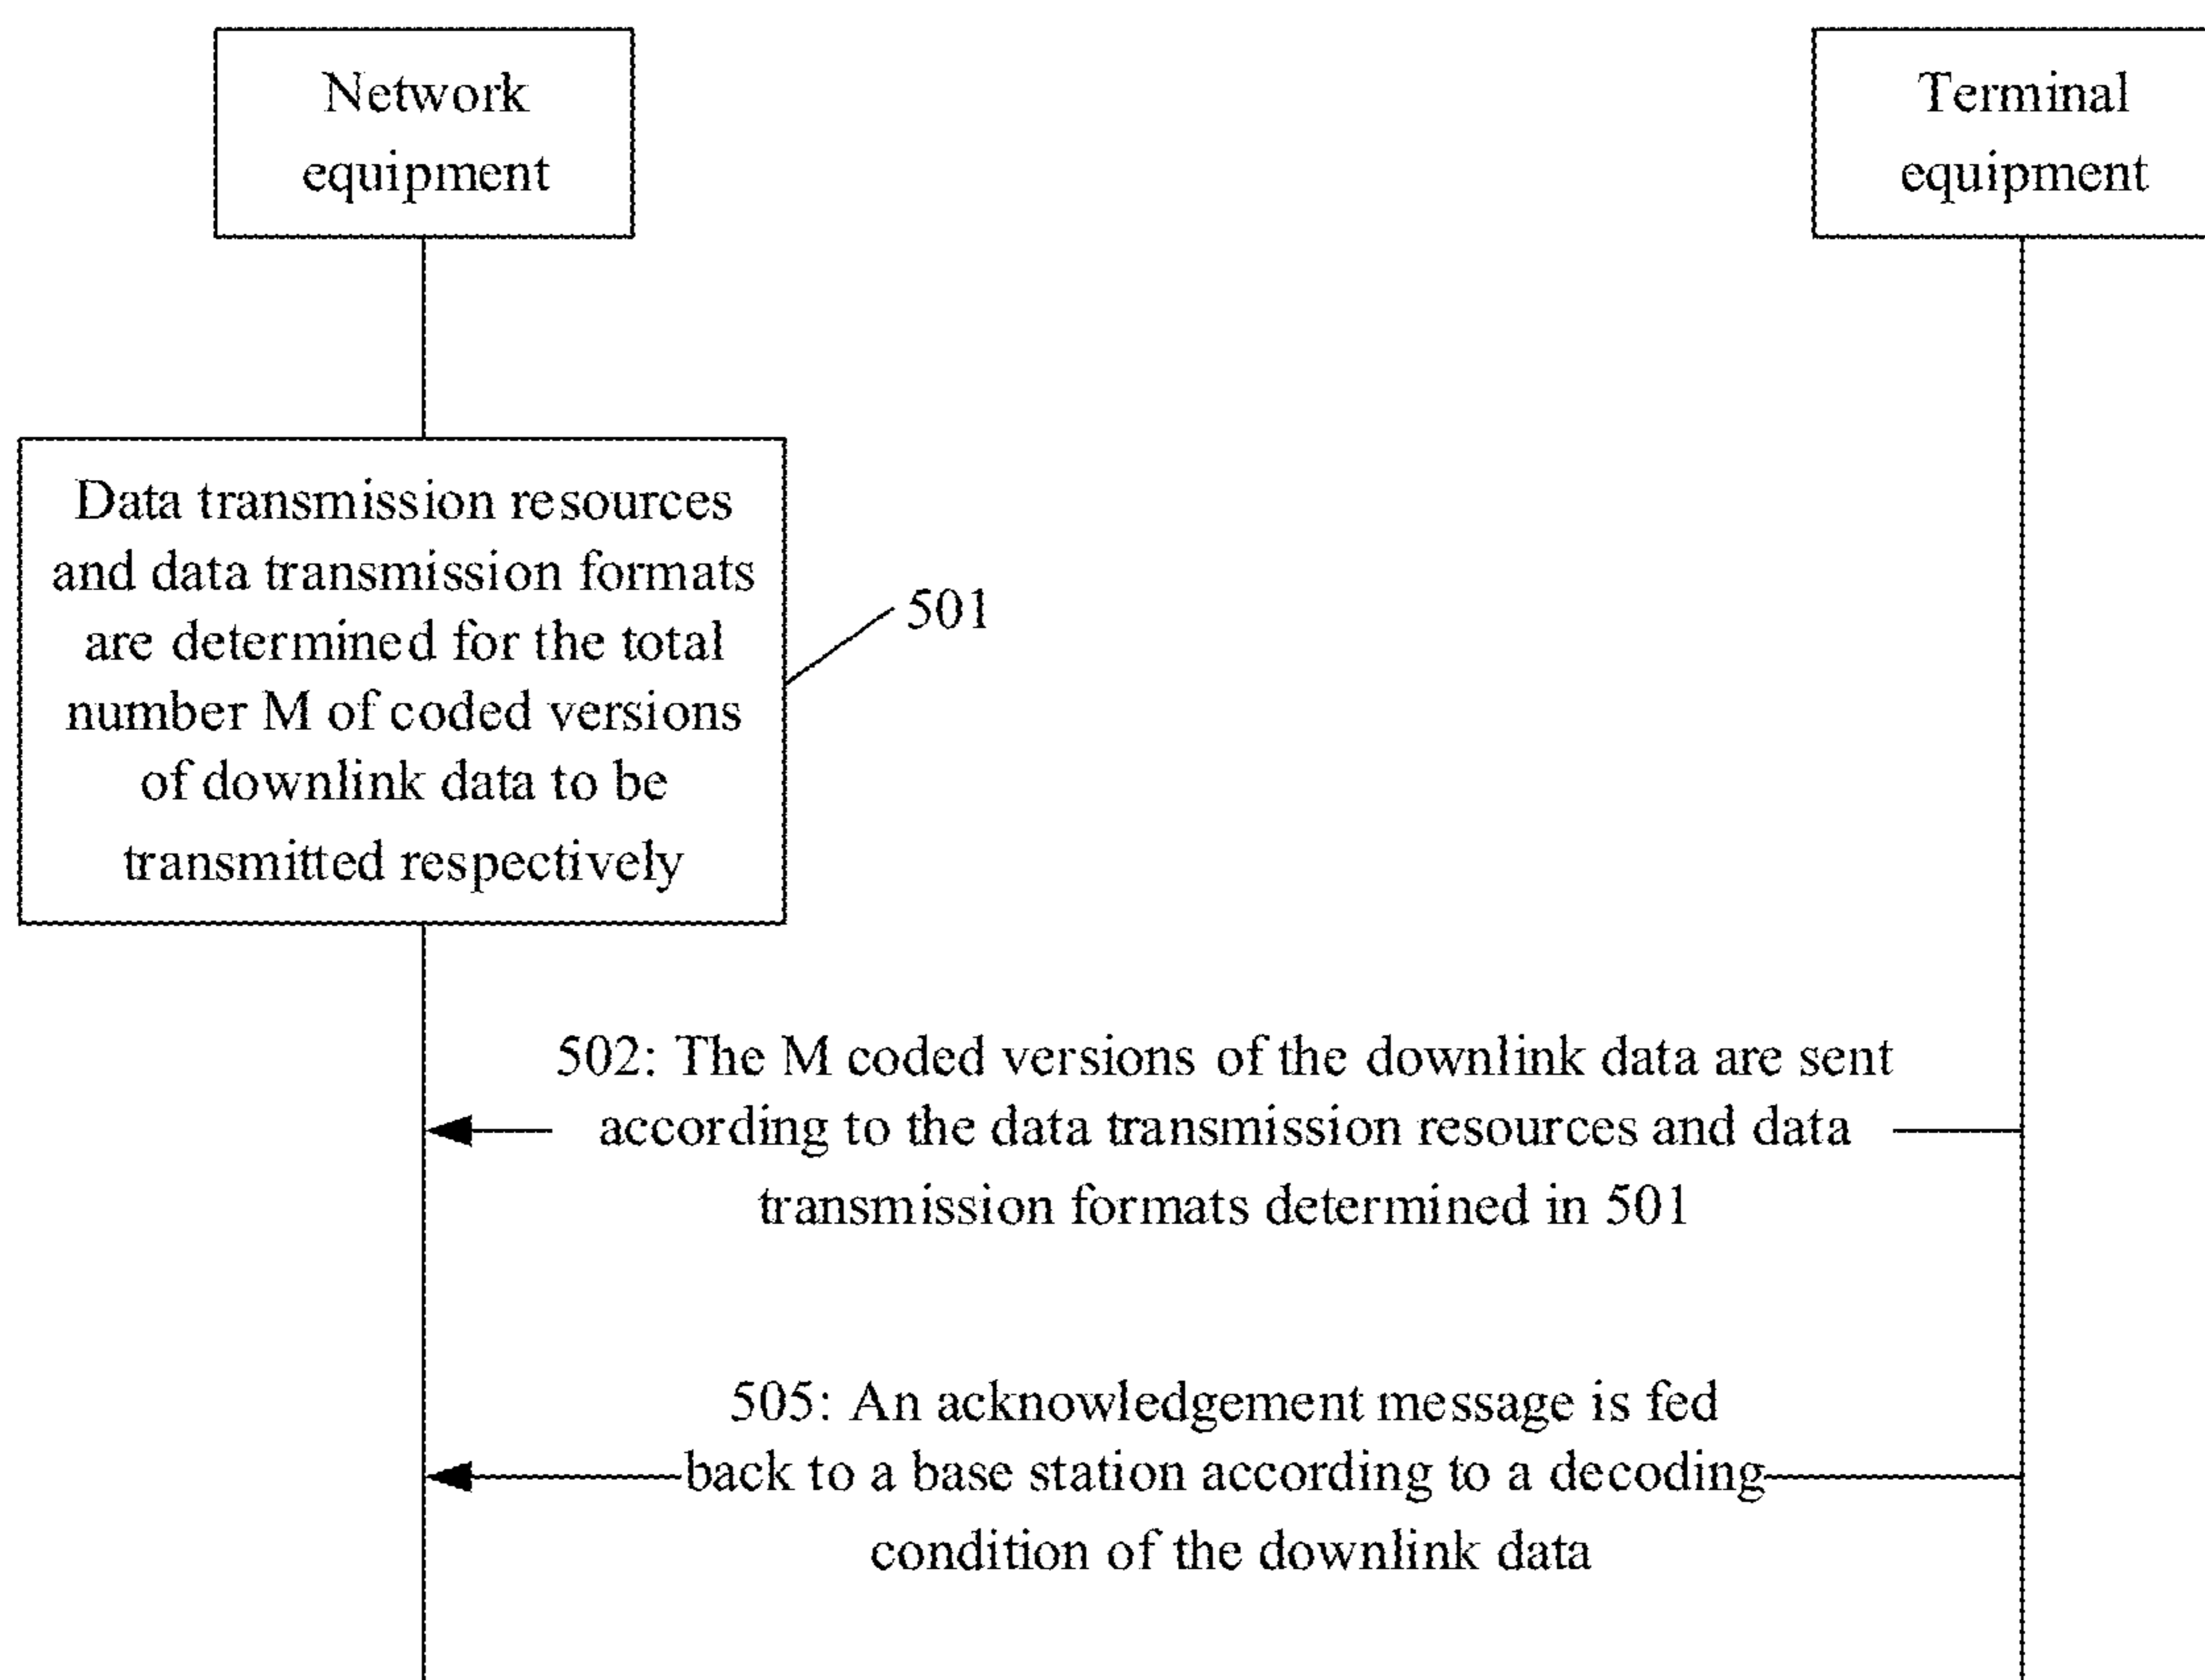 Network
equipment
Terminal
equipment
Data transmission resources
and data transmission formats
are determined for the total
number M of coded versions
of downlink data to be
transmitted respectively
501
502: The M coded versions of the downlink data are sent
according to the data transmission resources and data
transmission formats determined in 501
505: An acknowledgement message is fed
back to a base station according to a decoding
condition of the downlink data